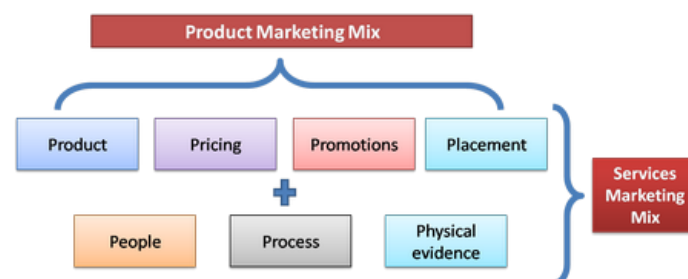 Product Marketing Mix
Product
Pricing
Promotions
Placement
Services
Marketing
Mix
People
Process
Physical
evidence